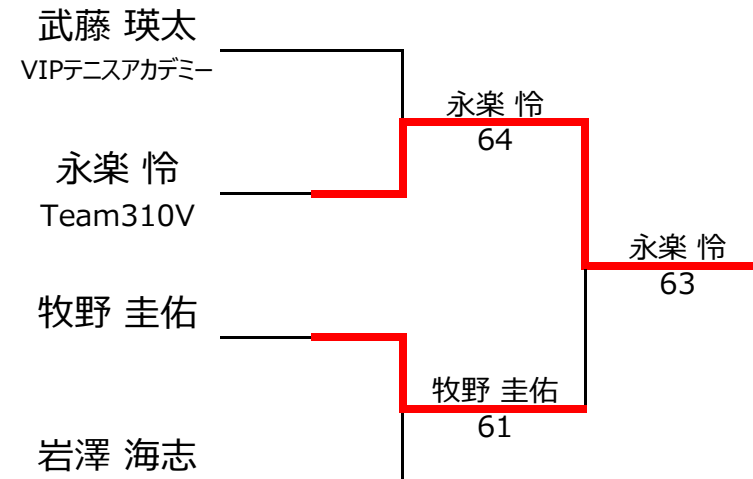 武藤 瑛太
VIPテニスアカデミー
永楽 怜
64
永楽 怜
Team310V
永楽 怜
63
牧野 圭佑
牧野 圭佑
61
岩澤 海志